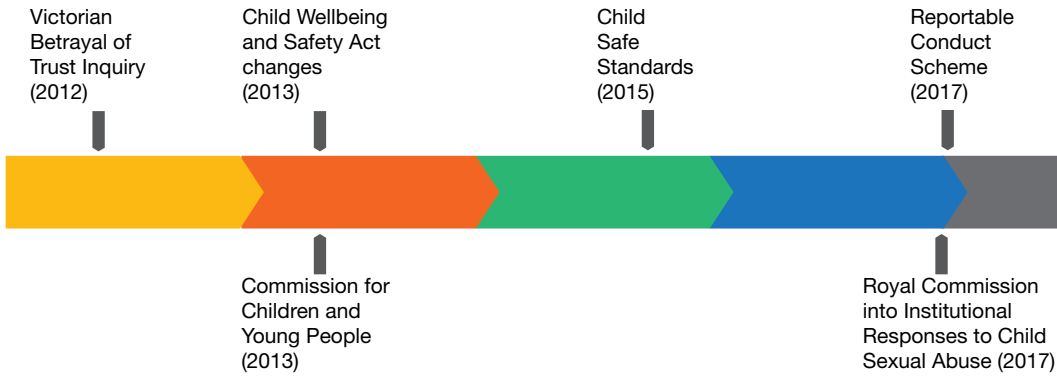 Victorian
Betrayal of
Trust Inquiry
(2012)
Child Wellbeing
and Safety Act
changes
(2013)
Child
Safe
Standards
(2015)
Reportable
Conduct
Scheme
(2017)
Commission for
Children and
Young People
(2013)
Royal Commission
into Institutional
Responses to Child
Sexual Abuse (2017)